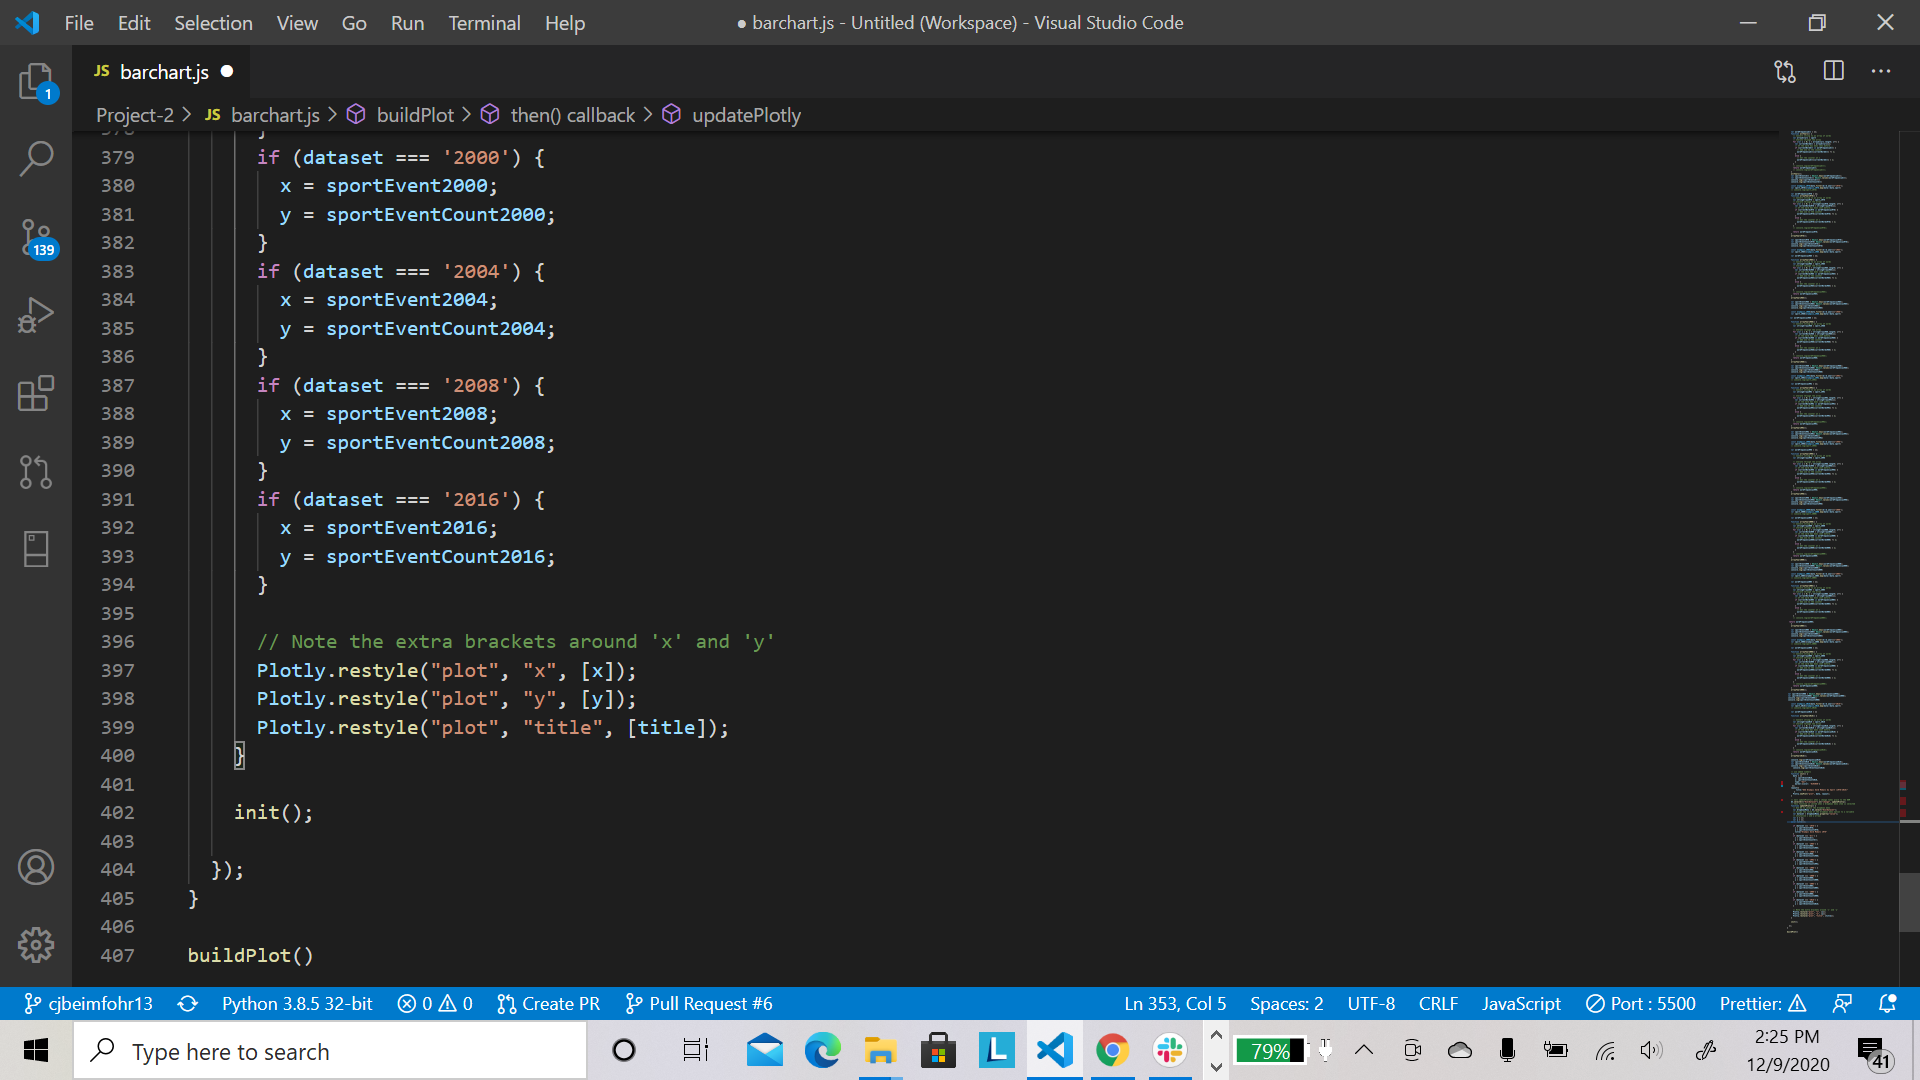 File Edit Selection View Go Run Terminal Help
● barchart.js - Untitled (Workspace) - Visual Studio Code
JS barchart.js ●
1
Project-2 > JS barchart.js > buildPlot > then() callback > updatePlotly
378 }
379 if (dataset === '2000') {
380 x = sportEvent2000;
381 y = sportEventCount2000;
382 }
383 if (dataset === '2004') {
384 x = sportEvent2004;
385 y = sportEventCount2004;
386 }
387 if (dataset === '2008') {
388 x = sportEvent2008;
389 y = sportEventCount2008;
390 }
391 if (dataset === '2016') {
392 x = sportEvent2016;
393 y = sportEventCount2016;
394 }
395
396 // Note the extra brackets around 'x' and 'y'
397 Plotly.restyle("plot", "x", [x]);
398 Plotly.restyle("plot", "y", [y]);
399 Plotly.restyle("plot", "title", [title]);
400 }
401
402 init();
403
404 });
405 }
406
407 buildPlot()
139
cjbeimfohr13 Python 3.8.5 32-bit 0 0 Create PR Pull Request #6 Ln 353, Col 5 Spaces: 2 UTF-8 CRLF JavaScript Port : 5500 Prettier:
Type here to search
L
79%
2:25 PM
12/9/2020
41